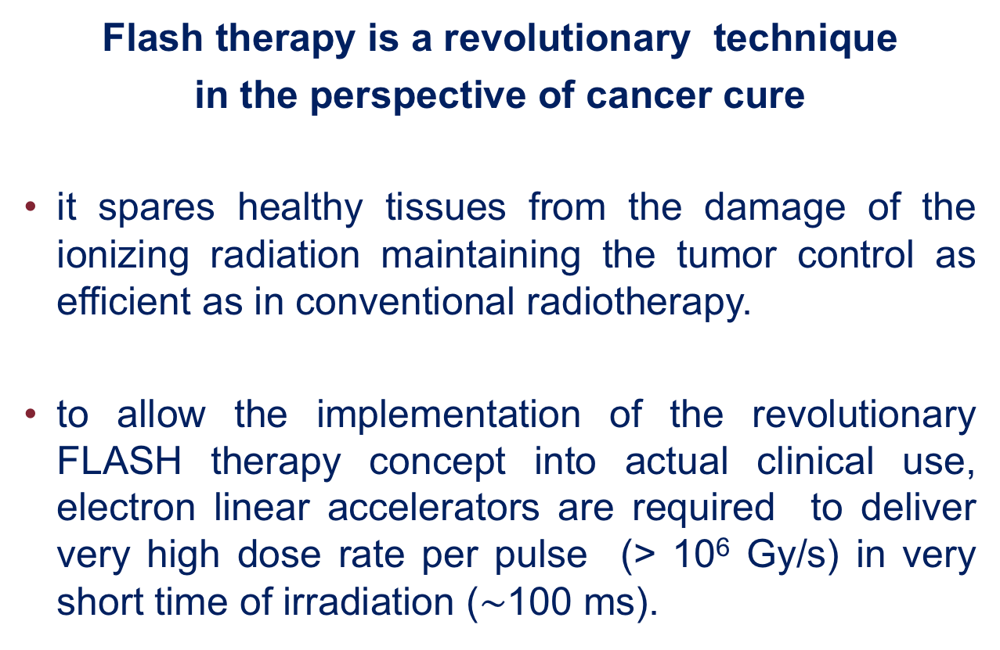 Flash therapy is a revolutionary technique
in the perspective of cancer cure
• it spares healthy tissues from the damage of the
ionizing radiation maintaining the tumor control as
efficient as in conventional radiotherapy.
• to allow the implementation of the revolutionary
FLASH therapy concept into actual clinical use,
electron linear accelerators are required to deliver
very high dose rate per pulse (> 10⁶ Gy/s) in very
short time of irradiation (~100 ms).